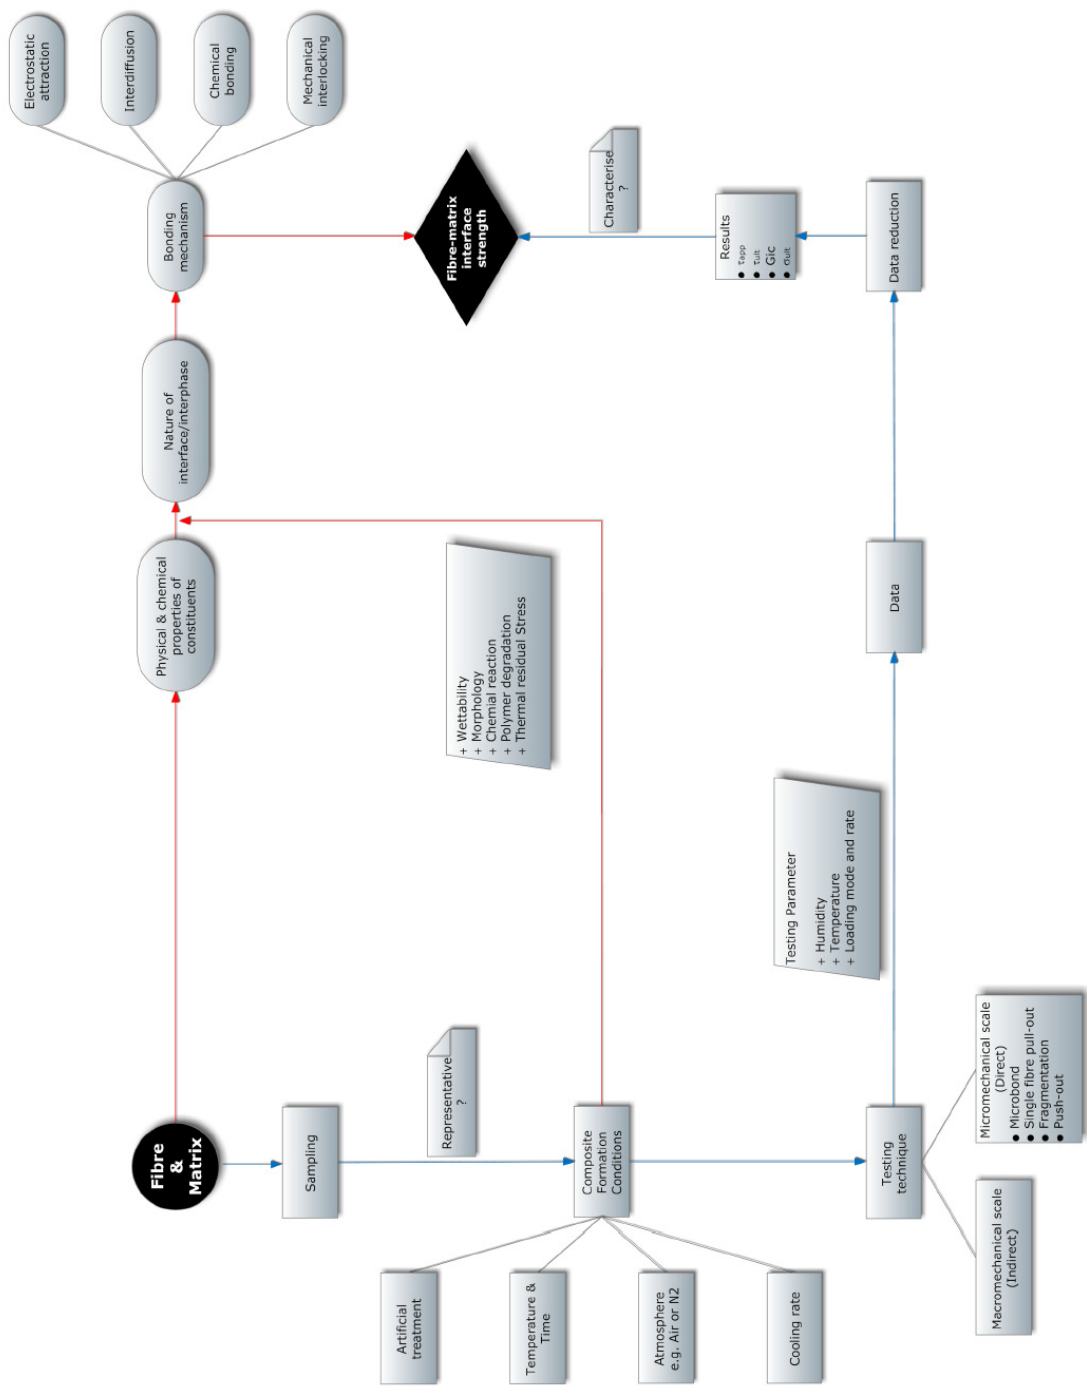 Fibre
&
Matrix
Physical & chemical
properties of
constituents
Nature of
interface/interphase
Bonding
mechanism
Electrostatic
attraction
Interdiffusion
Chemical
bonding
Mechanical
interlocking
Sampling
Representative
?
Artificial
treatment
Temperature &
Time
Atmosphere
e.g. Air or N2
Cooling rate
Composite
Formation
Conditions
+ Wettability
+ Morphology
+ Chemial reaction
+ Polymer degradation
+ Thermal residual Stress
Fibre-matrix
interface
strength
Characterise
?
Results
● τapp
● τult
● Gic
● σult
Testing
technique
Macromechanical scale
(Indirect)
Micromechanical scale
(Direct)
● Microbond
● Single fibre pull-out
● Fragmentation
● Push-out
Testing Parameter
+ Humidity
+ Temperature
+ Loading mode and rate
Data
Data reduction